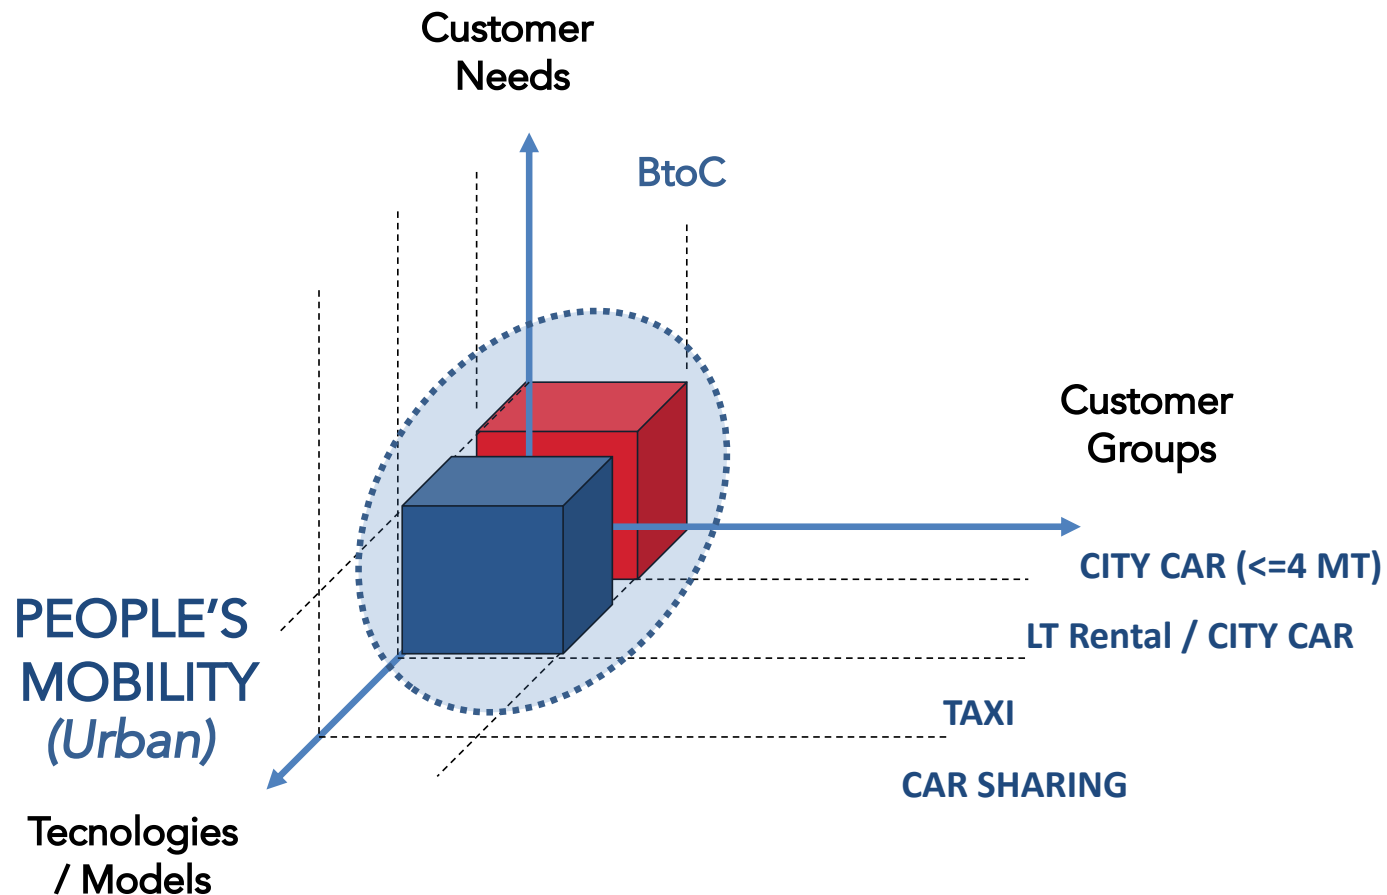 Customer
Needs
BtoC
Customer
Groups
CITY CAR (<=4 MT)
LT Rental / CITY CAR
PEOPLE’S
MOBILITY
(Urban)
TAXI
CAR SHARING
Tecnologies
/ Models